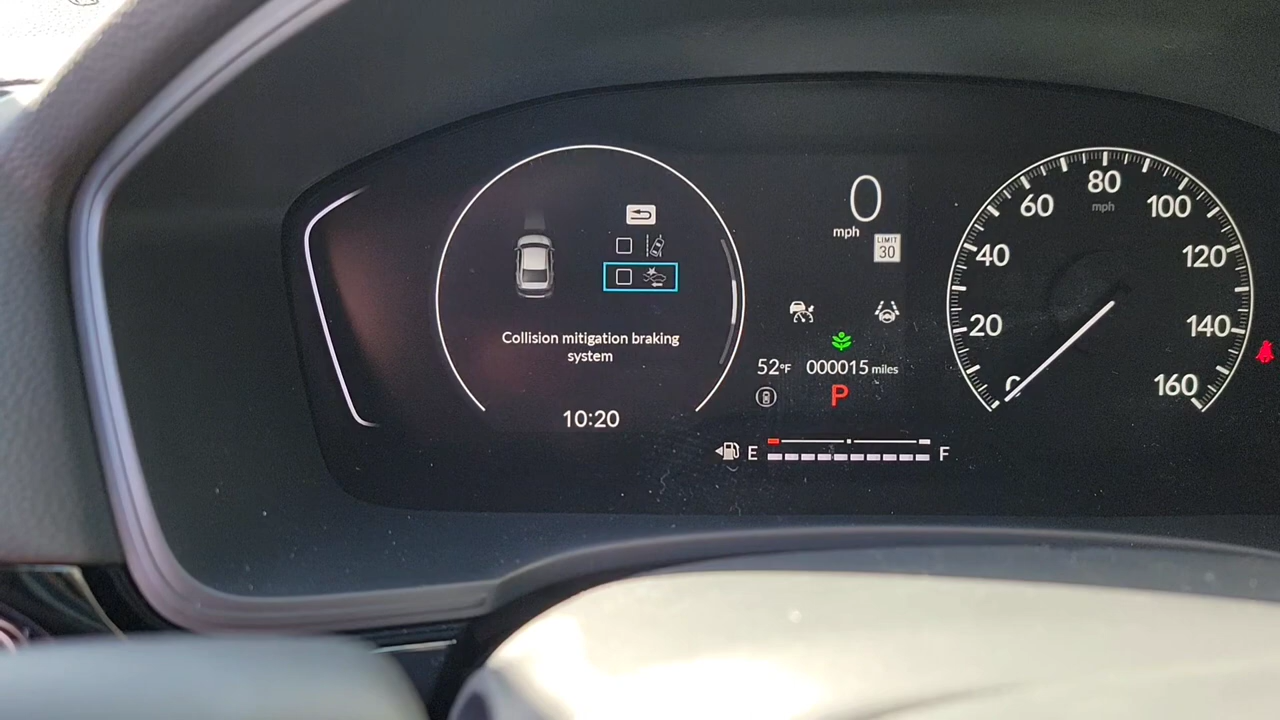 Collision mitigation braking
system
10:20
0
mph
LIMIT
30
52°F 000015 miles
P
E F
0 20 40 60 80 100 120 140 160
mph